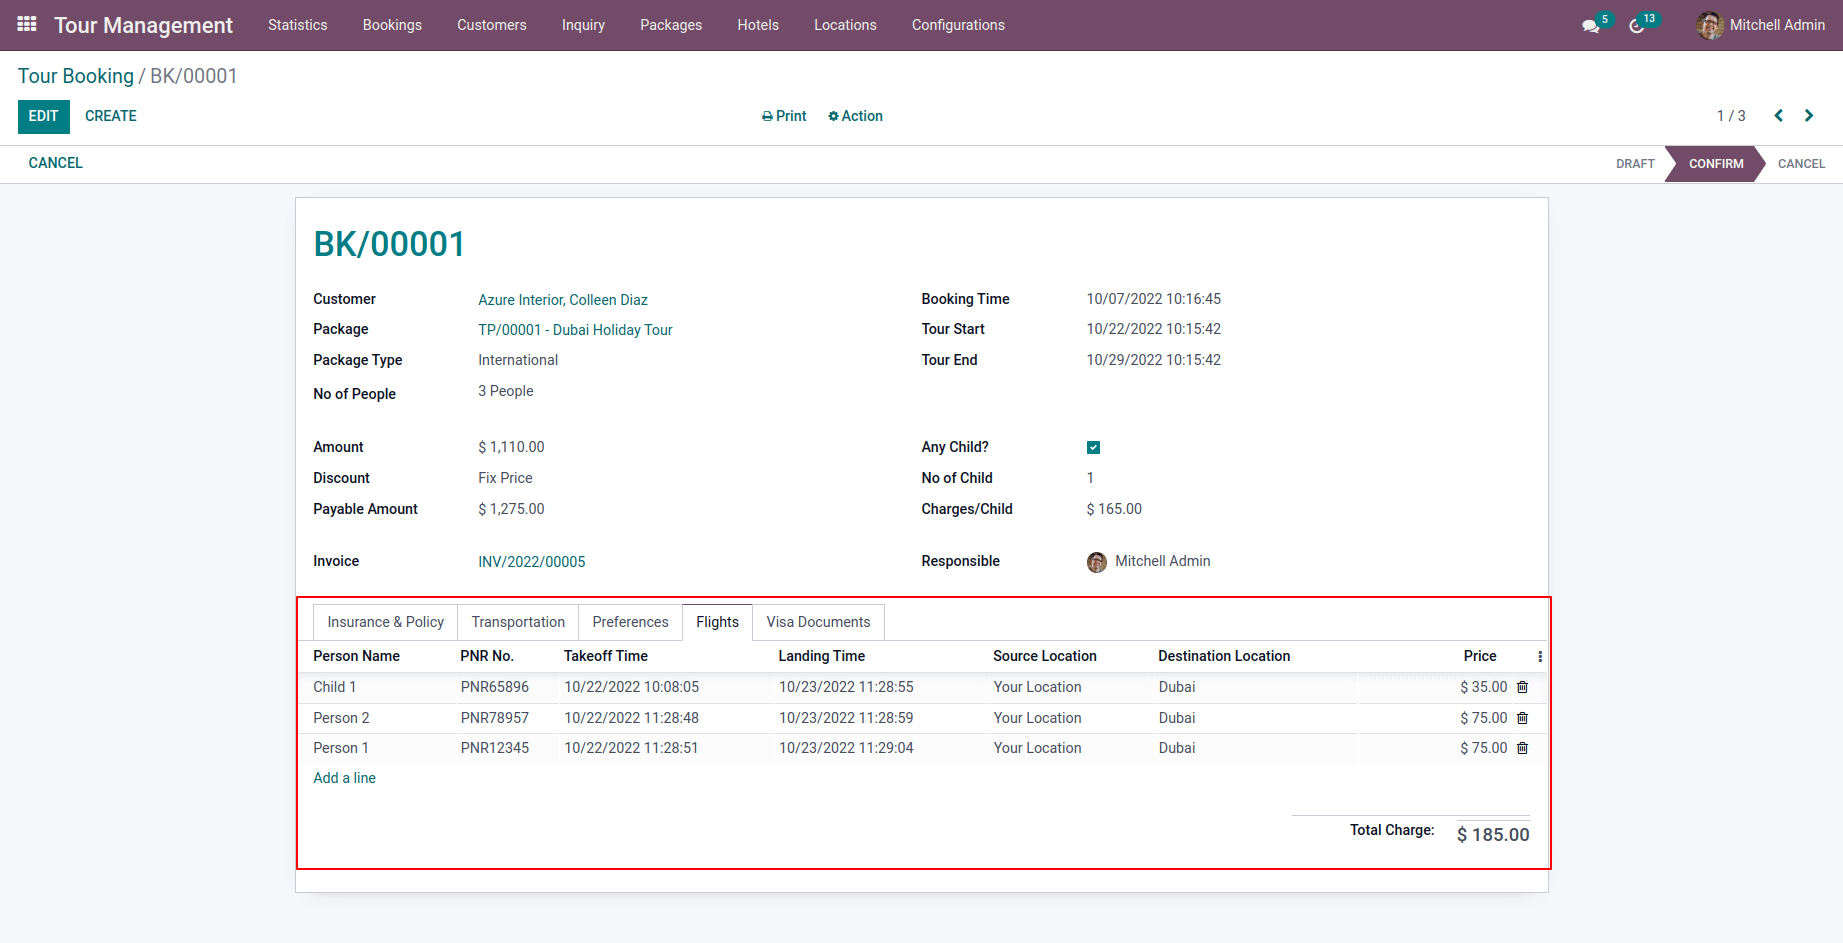 Tour Management Statistics Bookings Customers Inquiry Packages Hotels Locations Configurations 5 13 Mitchell Admin
Tour Booking / BK/00001
EDIT CREATE Print Action 1 / 3
CANCEL DRAFT CONFIRM CANCEL
BK/00001
Customer Azure Interior, Colleen Diaz Booking Time 10/07/2022 10:16:45
Package TP/00001 - Dubai Holiday Tour Tour Start 10/22/2022 10:15:42
Package Type International Tour End 10/29/2022 10:15:42
No of People 3 People
Amount $ 1,110.00 Any Child?
Discount Fix Price No of Child 1
Payable Amount $ 1,275.00 Charges/Child $ 165.00
Invoice INV/2022/00005 Responsible Mitchell Admin
Insurance & Policy Transportation Preferences Flights Visa Documents
Person Name PNR No. Takeoff Time Landing Time Source Location Destination Location Price
Child 1 PNR65896 10/22/2022 10:08:05 10/23/2022 11:28:55 Your Location Dubai $ 35.00
Person 2 PNR78957 10/22/2022 11:28:48 10/23/2022 11:28:59 Your Location Dubai $ 75.00
Person 1 PNR12345 10/22/2022 11:28:51 10/23/2022 11:29:04 Your Location Dubai $ 75.00
Add a line
Total Charge: $ 185.00